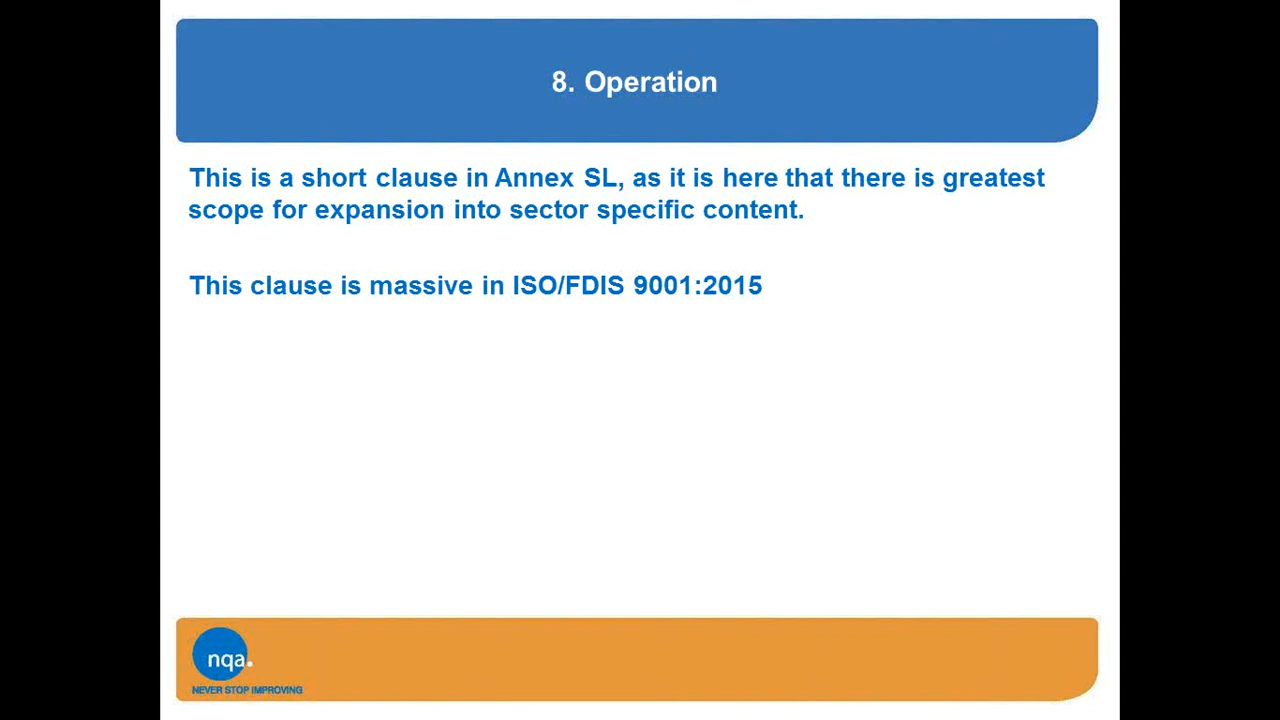 8. Operation
This is a short clause in Annex SL, as it is here that there is greatest
scope for expansion into sector specific content.
This clause is massive in ISO/FDIS 9001:2015
nqa.
NEVER STOP IMPROVING